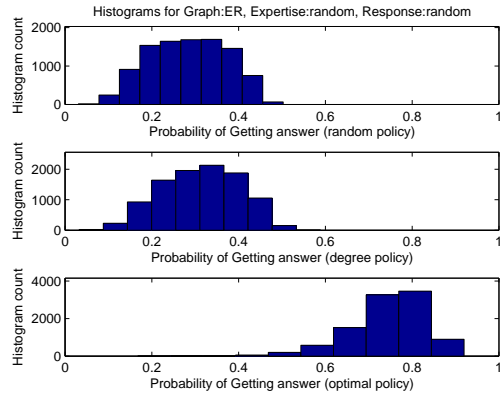 Histograms for Graph:ER, Expertise:random, Response:random
Histogram count
2000
1000
0
0 0.2 0.4 0.6 0.8 1
Probability of Getting answer (random policy)
Histogram count
2000
1000
0
0 0.2 0.4 0.6 0.8 1
Probability of Getting answer (degree policy)
Histogram count
4000
2000
0
0 0.2 0.4 0.6 0.8 1
Probability of Getting answer (optimal policy)